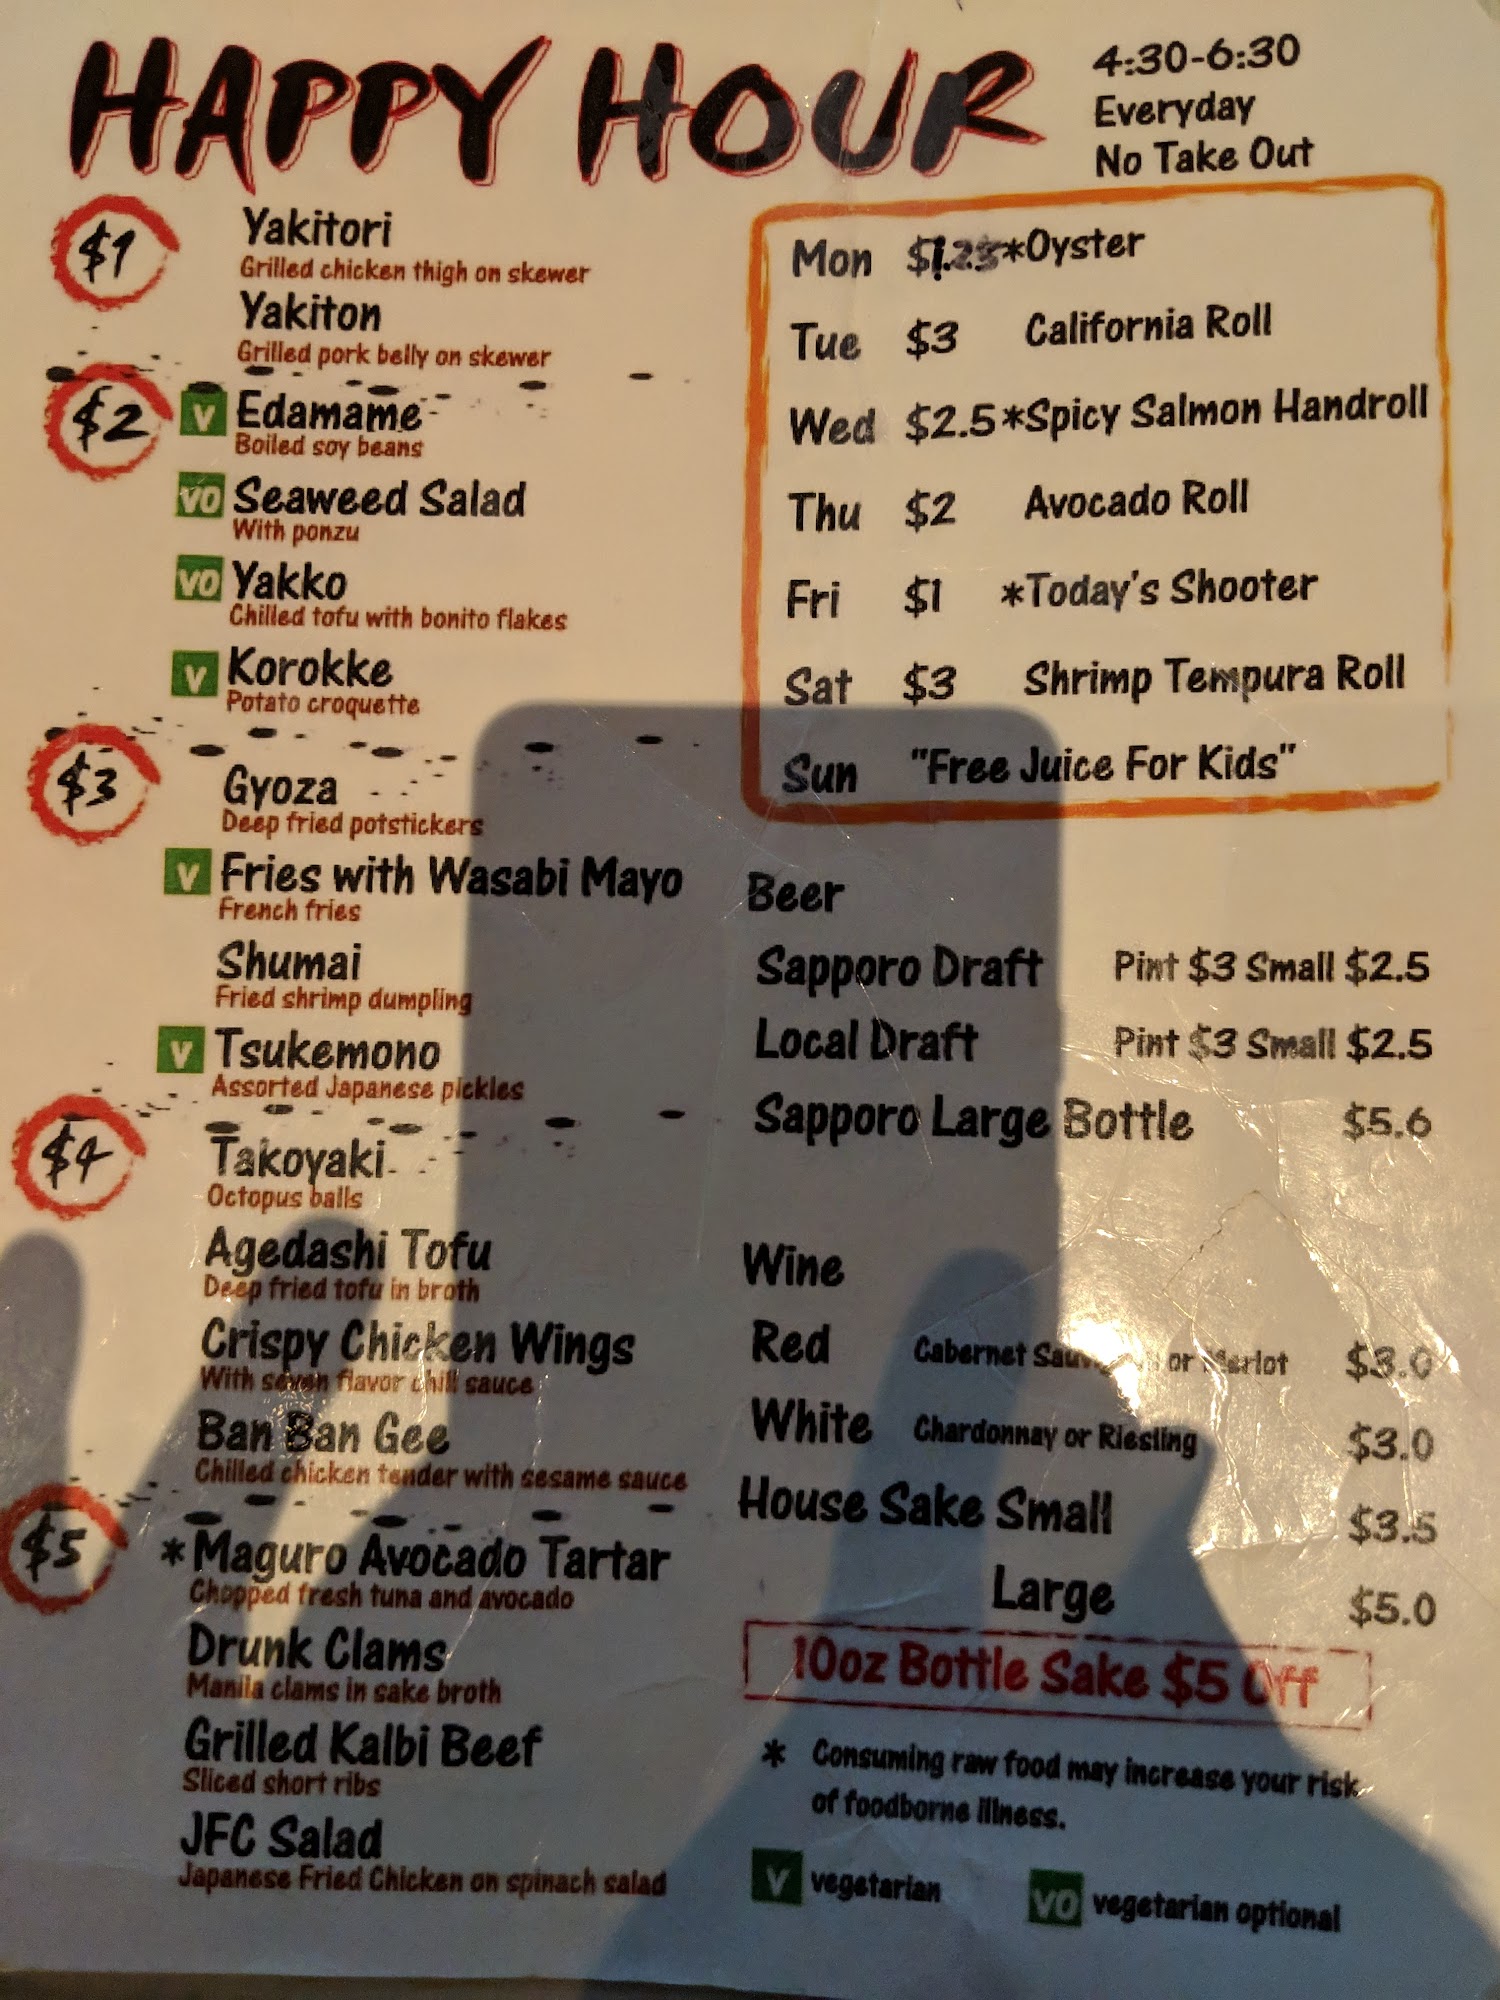 HAPPY HOUR
4:30-6:30
Everyday
No Take Out
$1
Yakitori
Grilled chicken thigh on skewer
Yakiton
Grilled pork belly on skewer
$2
V Edamame
Boiled soy beans
VO Seaweed Salad
With ponzu
VO Yakko
Chilled tofu with bonito flakes
V Korokke
Potato croquette
$3
Gyoza
Deep fried potstickers
V Fries with Wasabi Mayo
French fries
Shumai
Fried shrimp dumpling
V Tsukemono
Assorted Japanese pickles
$4
Takoyaki
Octopus balls
Agedashi Tofu
Deep fried tofu in broth
Crispy Chicken Wings
With seven flavor chili sauce
Ban Ban Gee
Chilled chicken tender with sesame sauce
$5
*Maguro Avocado Tartar
Chopped fresh tuna and avocado
Drunk Clams
Manila clams in sake broth
Grilled Kalbi Beef
Sliced short ribs
JFC Salad
Japanese Fried Chicken on spinach salad
Mon $1.25 *Oyster
Tue $3 California Roll
Wed $2.5 *Spicy Salmon Handroll
Thu $2 Avocado Roll
Fri $1 *Today's Shooter
Sat $3 Shrimp Tempura Roll
Sun "Free Juice For Kids"
Beer
Sapporo Draft Pint $3 Small $2.5
Local Draft Pint $3 Small $2.5
Sapporo Large Bottle $5.6
Wine
Red Cabernet Sauvignon or Merlot $3.0
White Chardonnay or Riesling $3.0
House Sake Small $3.5
Large $5.0
10oz Bottle Sake $5 Off
* Consuming raw food may increase your risk
of foodborne illness.
V vegetarian VO vegetarian optional